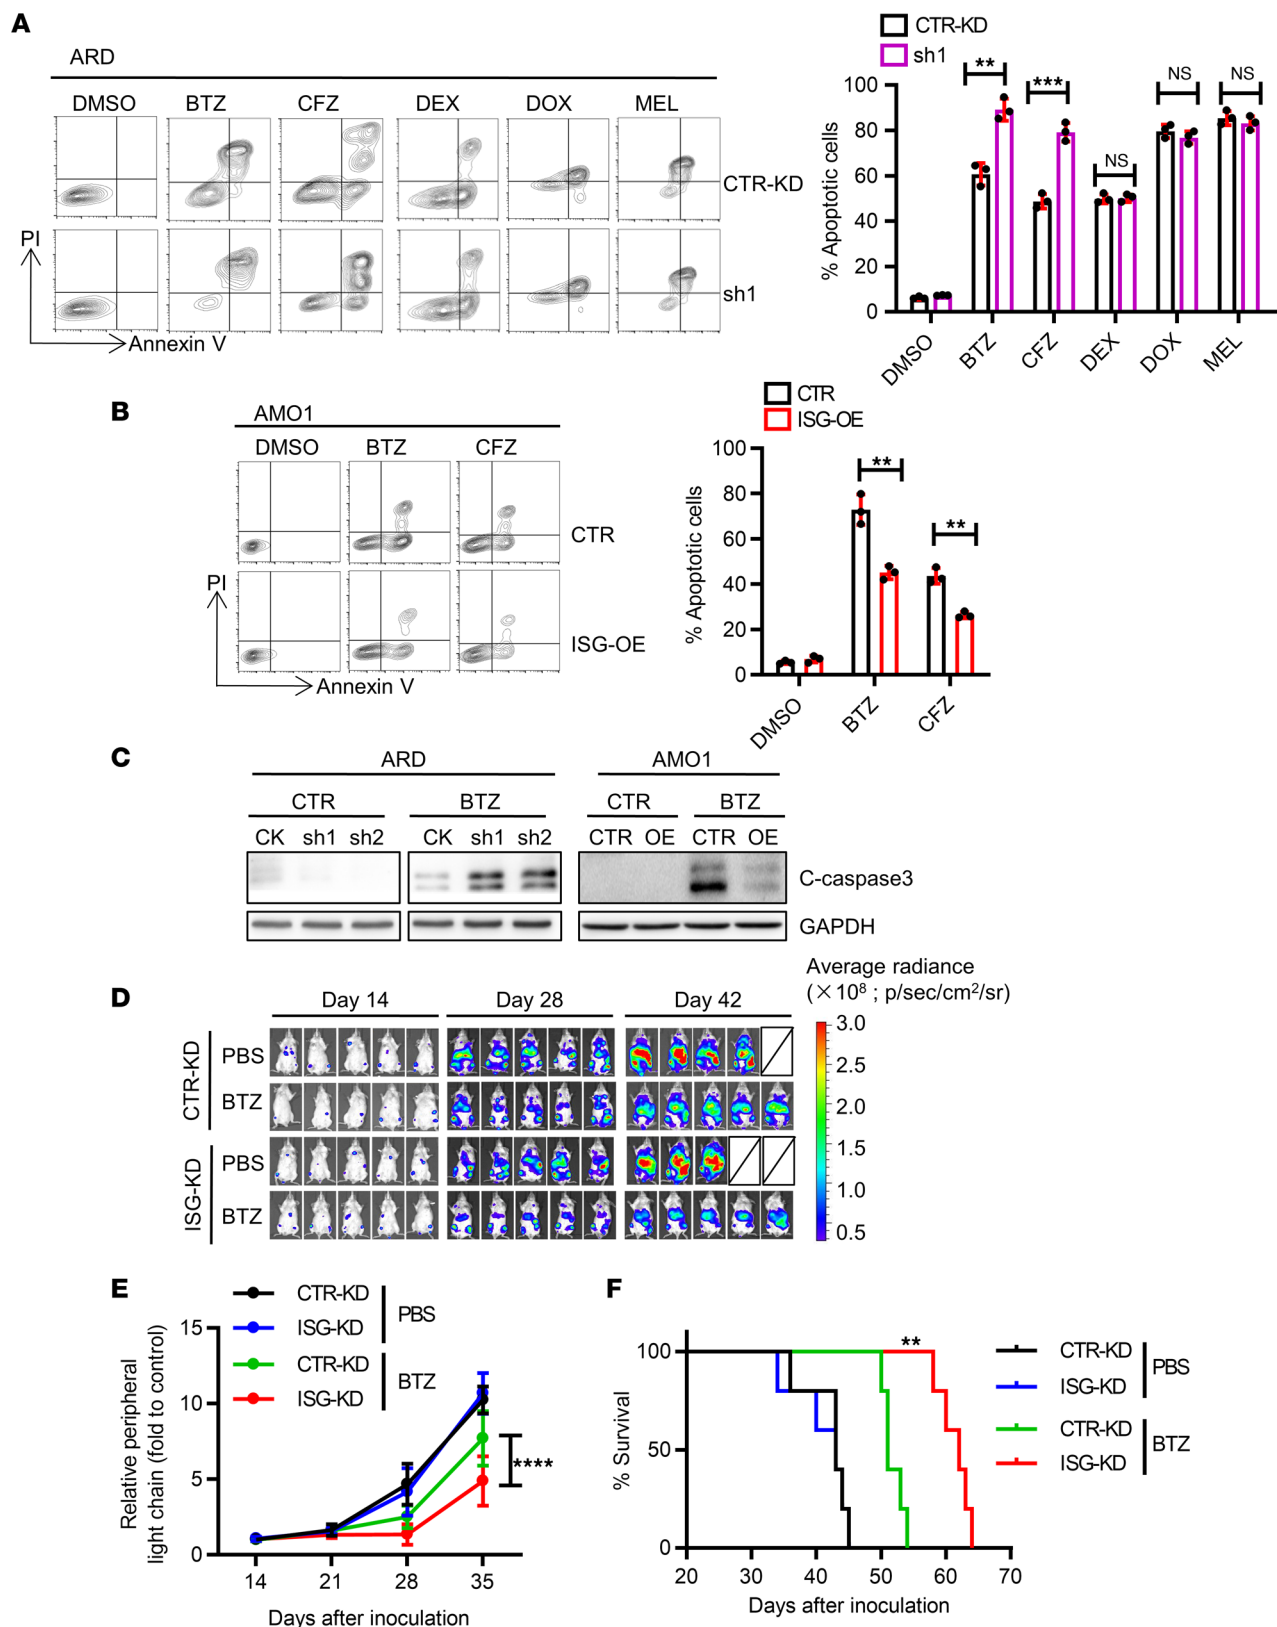 A
ARD
DMSO BTZ CFZ DEX DOX MEL
CTR-KD
sh1
PI
Annexin V
CTR-KD
sh1
% Apoptotic cells
100
80
60
40
20
0
** *** NS NS NS
DMSO BTZ CFZ DEX DOX MEL
B
AMO1
DMSO BTZ CFZ
CTR
ISG-OE
PI
Annexin V
CTR
ISG-OE
% Apoptotic cells
100
80
60
40
20
0
** **
DMSO BTZ CFZ
C
ARD AMO1
CTR BTZ CTR BTZ
CK sh1 sh2 CK sh1 sh2 CTR OE CTR OE
C-caspase3
GAPDH
D
Day 14 Day 28 Day 42
CTR-KD
PBS
BTZ
ISG-KD
PBS
BTZ
Average radiance
(×10⁸ ; p/sec/cm²/sr)
3.0
2.5
2.0
1.5
1.0
0.5
E
CTR-KD
ISG-KD
PBS
CTR-KD
ISG-KD
BTZ
Relative peripheral
light chain (fold to control)
15
10
5
0
****
14 21 28 35
Days after inoculation
F
% Survival
100
50
0
**
20 30 40 50 60 70
Days after inoculation
CTR-KD
ISG-KD
PBS
CTR-KD
ISG-KD
BTZ